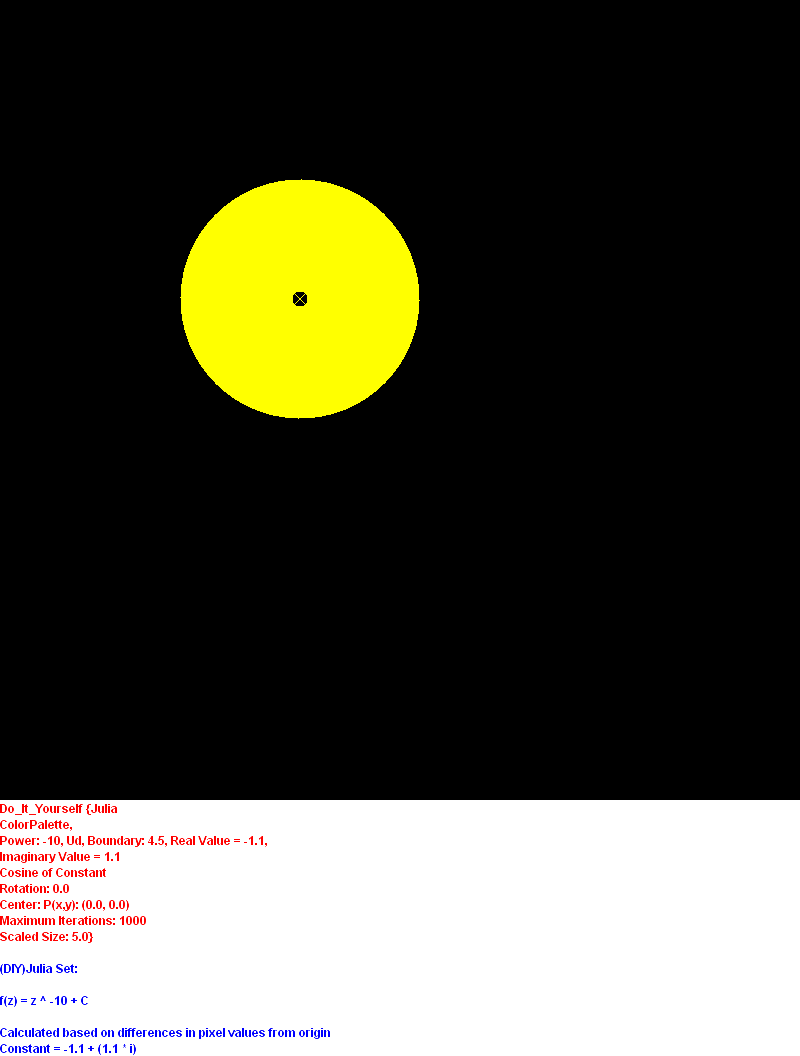 Do_It_Yourself {Julia
ColorPalette,
Power: -10, Ud, Boundary: 4.5, Real Value = -1.1,
Imaginary Value = 1.1
Cosine of Constant
Rotation: 0.0
Center: P(x,y): (0.0, 0.0)
Maximum Iterations: 1000
Scaled Size: 5.0}
(DIY)Julia Set:
f(z) = z ^ -10 + C
Calculated based on differences in pixel values from origin
Constant = -1.1 + (1.1 * i)